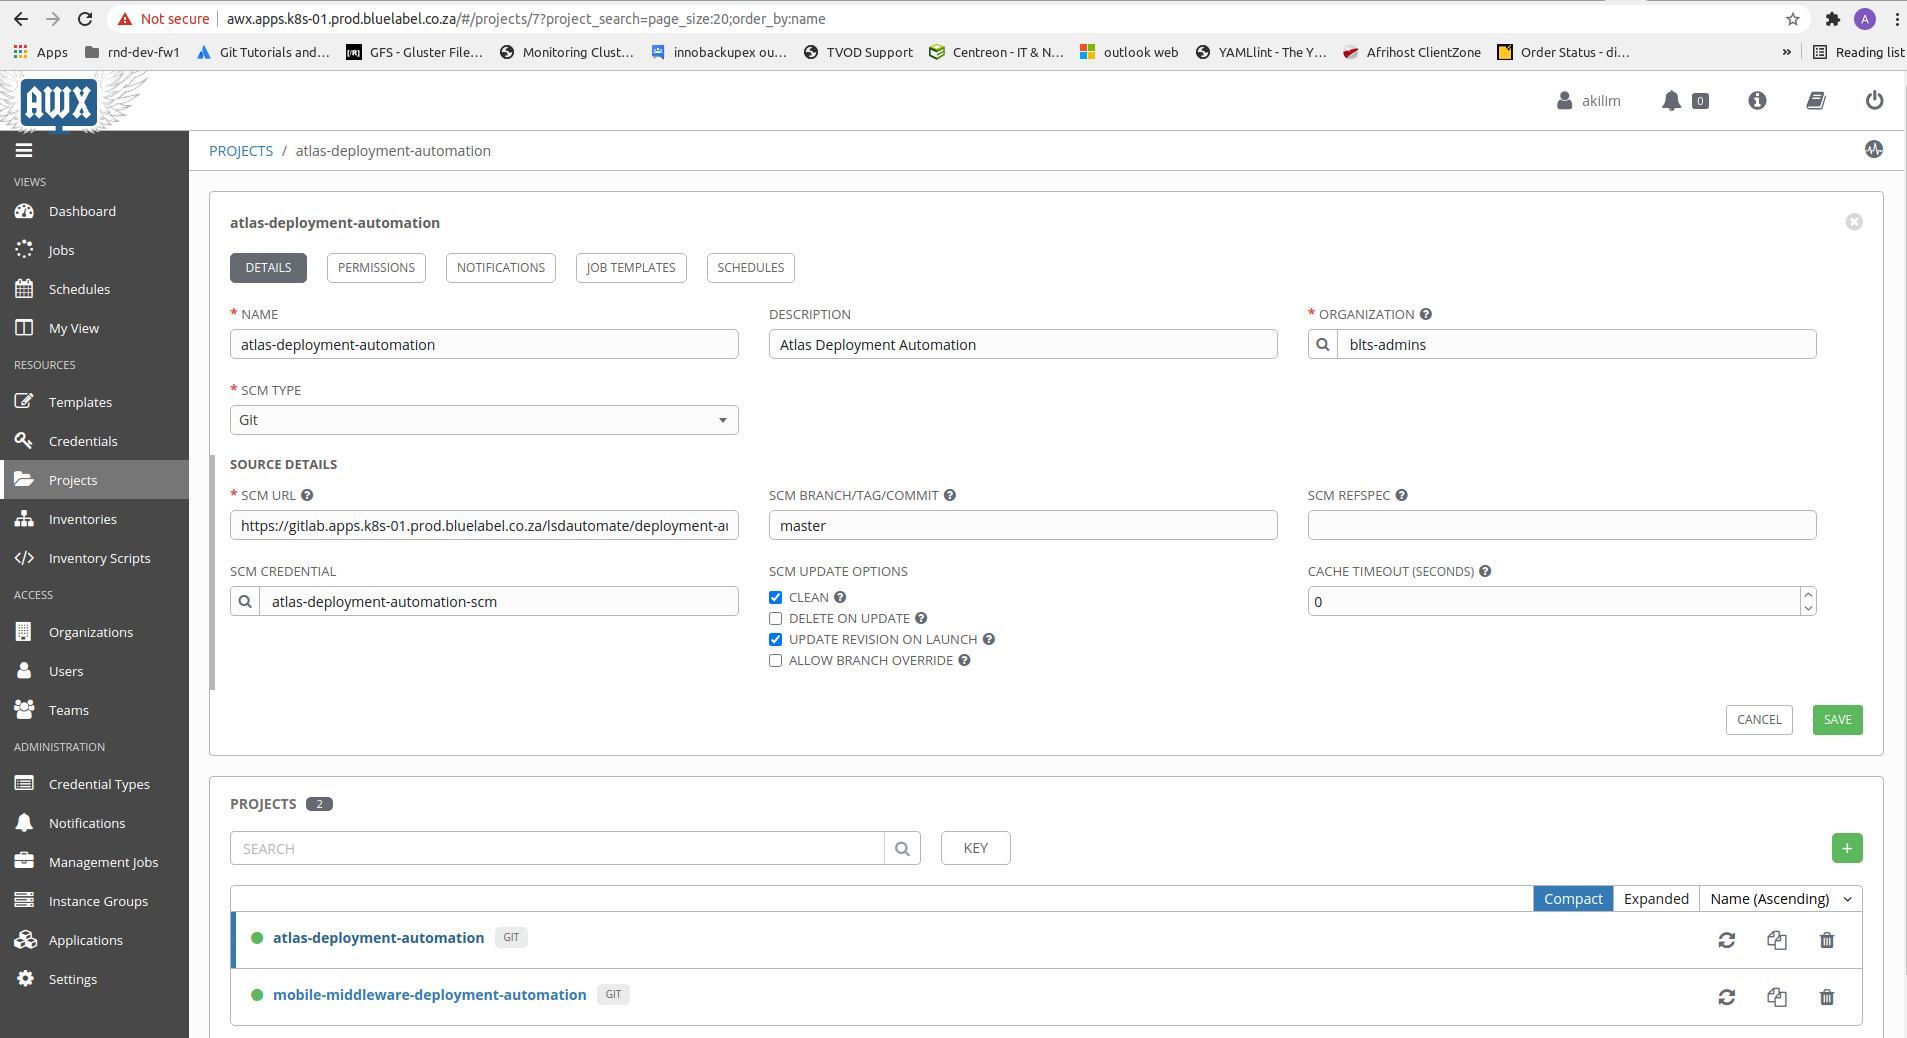 Not secure awx.apps.k8s-01.prod.bluelabel.co.za/#/projects/7?project_search=page_size:20;order_by:name A
Apps rnd-dev-fw1 Git Tutorials and... GFS - Gluster File... Monitoring Clust... innobackupex ou... TVOD Support Centreon - IT & N... outlook web YAMLlint - The Y... Afrihost ClientZone Order Status - di... » Reading list
AWX
akilim 0
PROJECTS / atlas-deployment-automation
VIEWS
Dashboard
Jobs
Schedules
My View
RESOURCES
Templates
Credentials
Projects
Inventories
Inventory Scripts
ACCESS
Organizations
Users
Teams
ADMINISTRATION
Credential Types
Notifications
Management Jobs
Instance Groups
Applications
Settings
atlas-deployment-automation
DETAILS PERMISSIONS NOTIFICATIONS JOB TEMPLATES SCHEDULES
* NAME DESCRIPTION * ORGANIZATION
atlas-deployment-automation Atlas Deployment Automation blts-admins
* SCM TYPE
Git
SOURCE DETAILS
* SCM URL SCM BRANCH/TAG/COMMIT SCM REFSPEC
https://gitlab.apps.k8s-01.prod.bluelabel.co.za/lsdautomate/deployment-au master
SCM CREDENTIAL SCM UPDATE OPTIONS CACHE TIMEOUT (SECONDS)
atlas-deployment-automation-scm CLEAN 0
DELETE ON UPDATE
UPDATE REVISION ON LAUNCH
ALLOW BRANCH OVERRIDE
CANCEL SAVE
PROJECTS 2
SEARCH KEY +
Compact Expanded Name (Ascending)
atlas-deployment-automation GIT
mobile-middleware-deployment-automation GIT